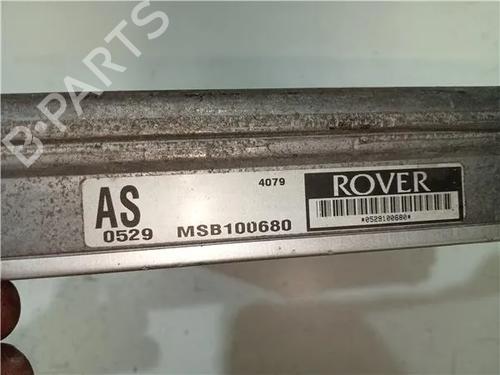 B-PARTS
4079
ROVER
AS
0529
MSB100680
*0529100680*